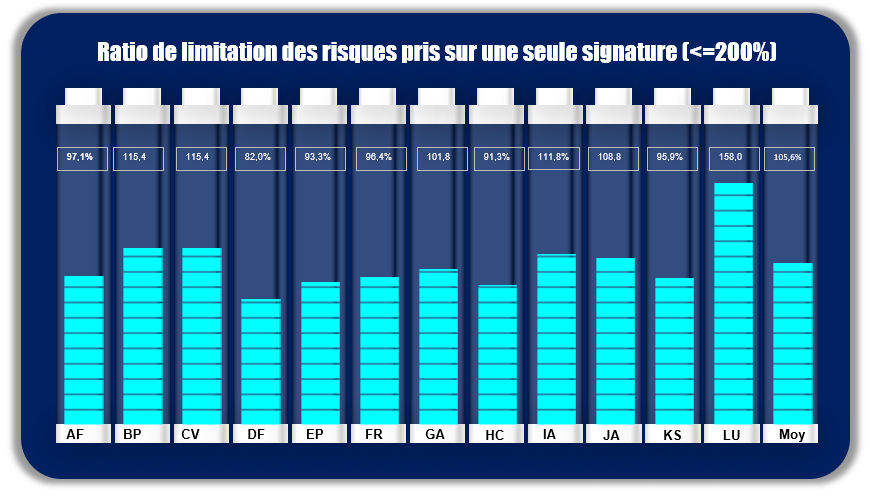 Ratio de limitation des risques pris sur une seule signature (<=200%)
97,1% 115,4 115,4 82,0% 93,3% 96,4% 101,8 91,3% 111,8% 108,8 95,9% 158,0 105,6%
AF BP CV DF EP FR GA HC IA JA KS LU Moy